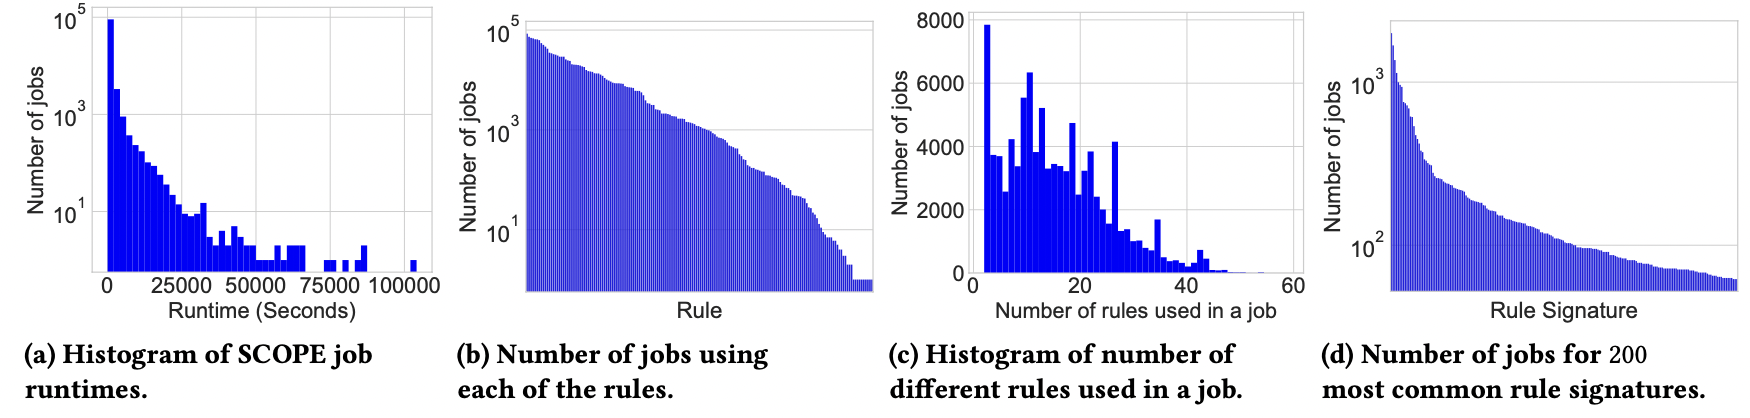 10^5
10^3
10^1
Number of jobs
0 25000 50000 75000 100000
Runtime (Seconds)
(a) Histogram of SCOPE job
runtimes.
10^5
10^3
10^1
Number of jobs
Rule
(b) Number of jobs using
each of the rules.
8000
6000
4000
2000
0
Number of jobs
0 20 40 60
Number of rules used in a job
(c) Histogram of number of
different rules used in a job.
10^3
10^2
Number of jobs
Rule Signature
(d) Number of jobs for 200
most common rule signatures.